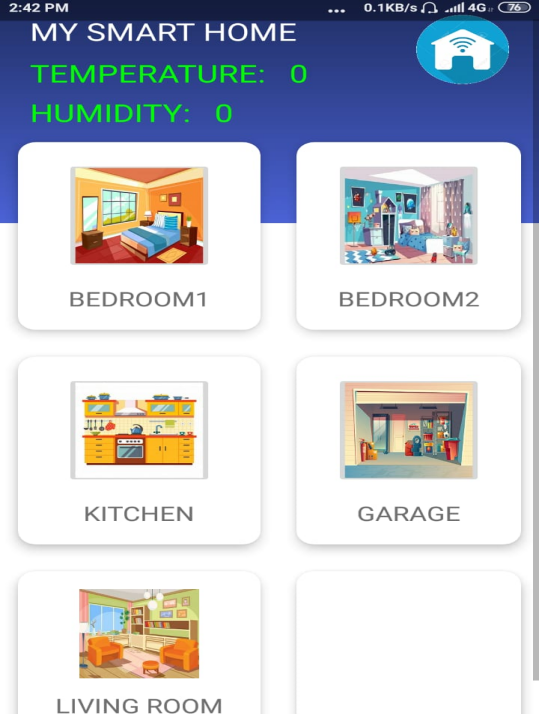 2:42 PM ... 0.1KB/s 4G 76
MY SMART HOME
TEMPERATURE: 0
HUMIDITY: 0
BEDROOM1 BEDROOM2
KITCHEN GARAGE
LIVING ROOM